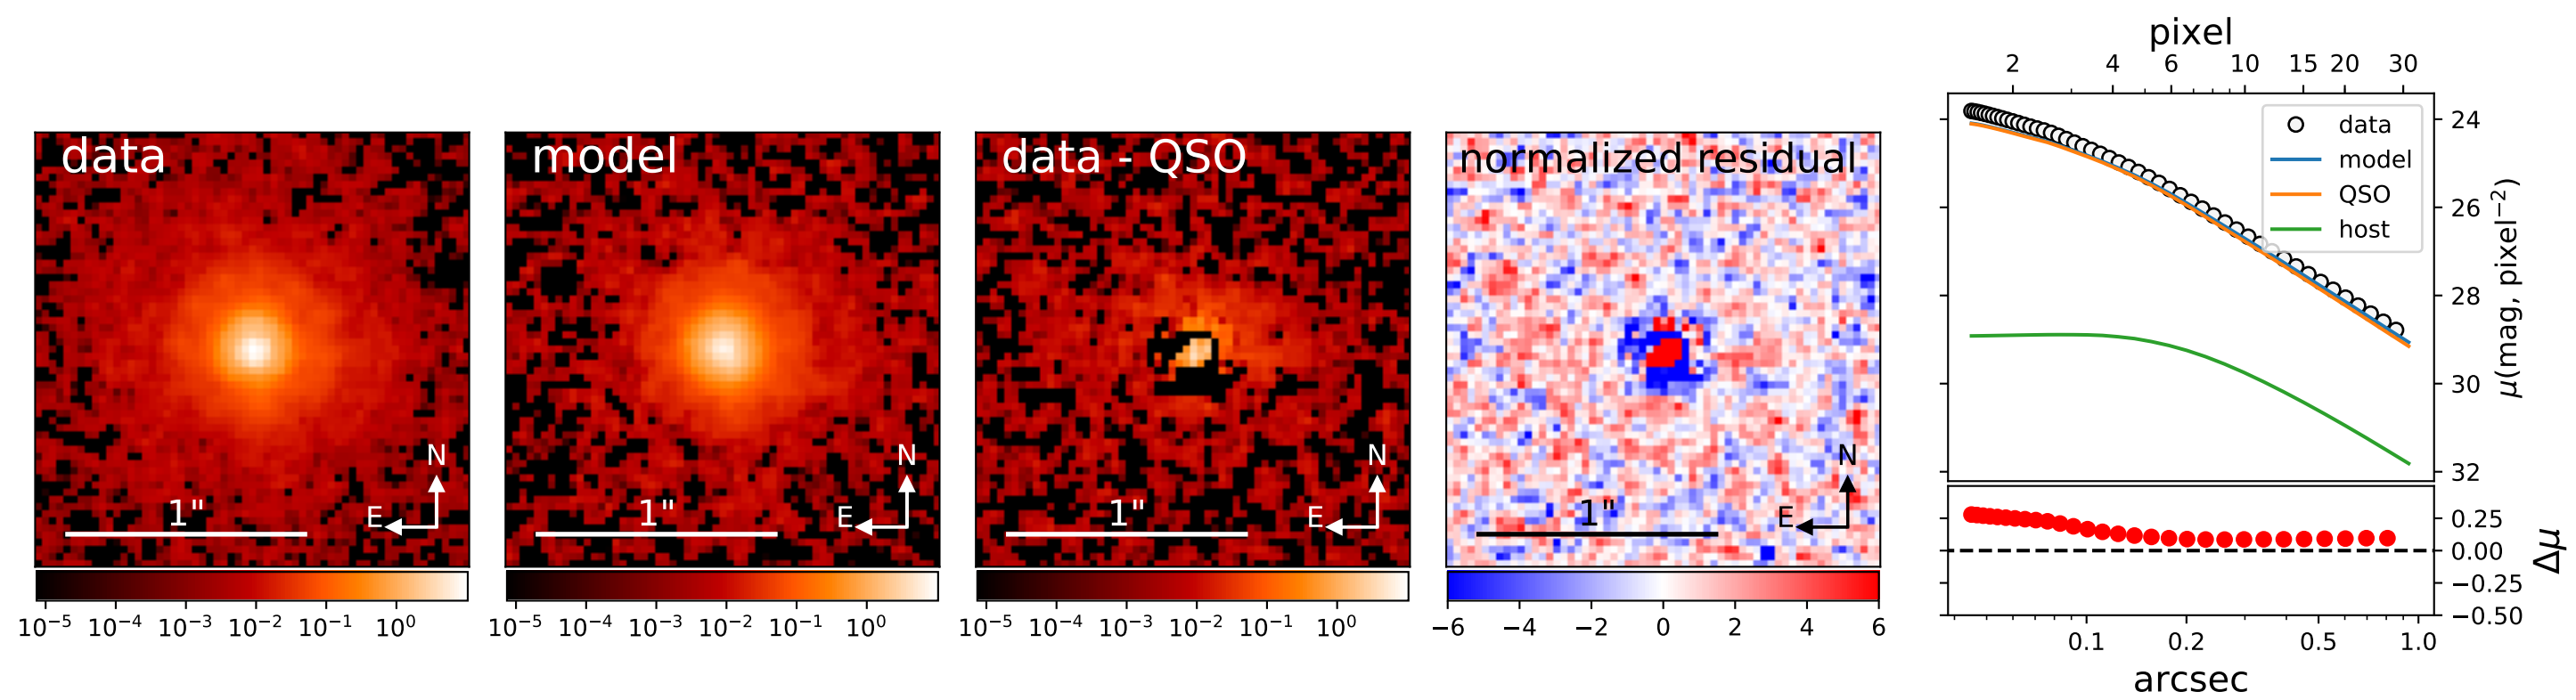 data
1"
N
E
10⁻⁵ 10⁻⁴ 10⁻³ 10⁻² 10⁻¹ 10⁰
model
1"
N
E
10⁻⁵ 10⁻⁴ 10⁻³ 10⁻² 10⁻¹ 10⁰
data - QSO
1"
N
E
10⁻⁵ 10⁻⁴ 10⁻³ 10⁻² 10⁻¹ 10⁰
normalized residual
1"
N
E
−6 −4 −2 0 2 4 6
pixel
2 4 6 10 15 20 30
data
model
QSO
host
24
26
28
30
32
μ(mag, pixel⁻²)
0.25
0.00
−0.25
−0.50
Δμ
0.1 0.2 0.5 1.0
arcsec